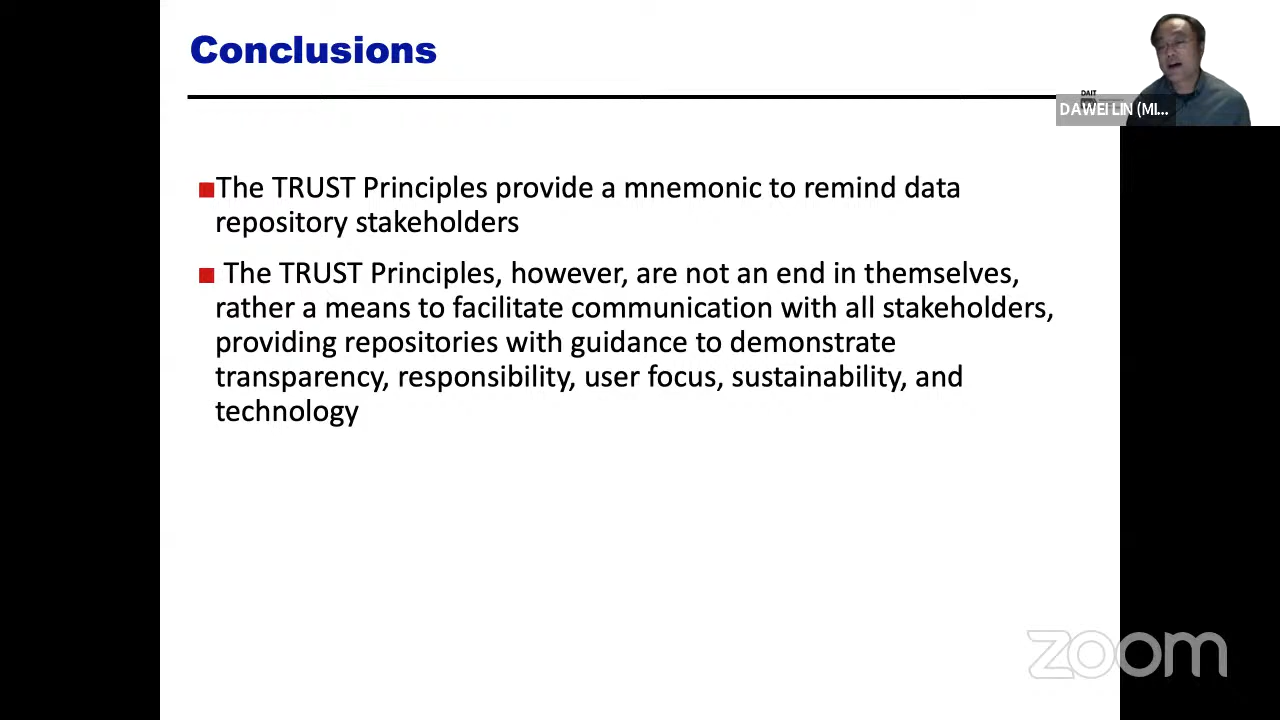 Conclusions
DAIT
DAWEI LIN (MI...
■The TRUST Principles provide a mnemonic to remind data
repository stakeholders
■ The TRUST Principles, however, are not an end in themselves,
rather a means to facilitate communication with all stakeholders,
providing repositories with guidance to demonstrate
transparency, responsibility, user focus, sustainability, and
technology
zoom